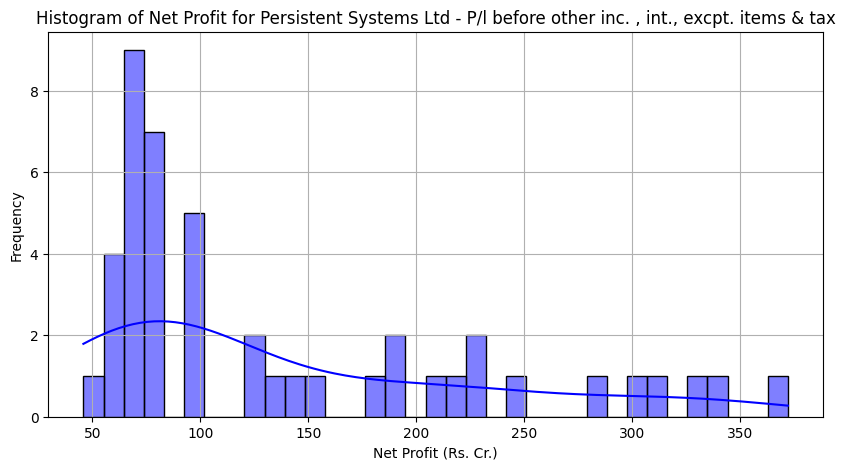 Histogram of Net Profit for Persistent Systems Ltd - P/l before other inc. , int., excpt. items & tax
8
6
4
2
0
Frequency
50 100 150 200 250 300 350
Net Profit (Rs. Cr.)